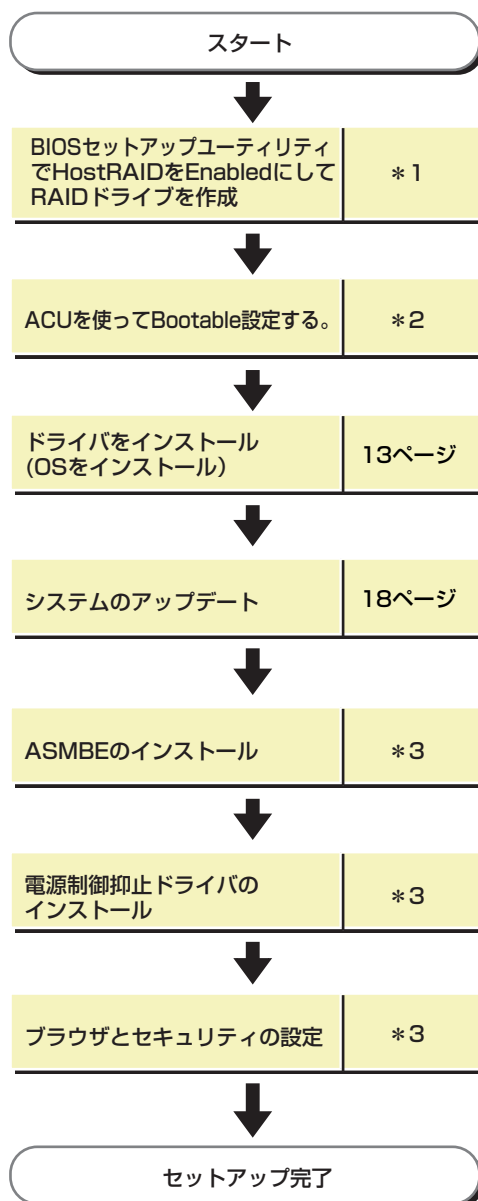 スタート
BIOSセットアップユーティリティ
でHostRAIDをEnabledにして
RAIDドライブを作成
＊1
ACUを使ってBootable設定する。
＊2
ドライバをインストール
(OSをインストール）
13ページ
システムのアップデート
18ページ
ASMBEのインストール
＊3
電源制御抑止ドライバの
インストール
＊3
ブラウザとセキュリティの設定
＊3
セットアップ完了